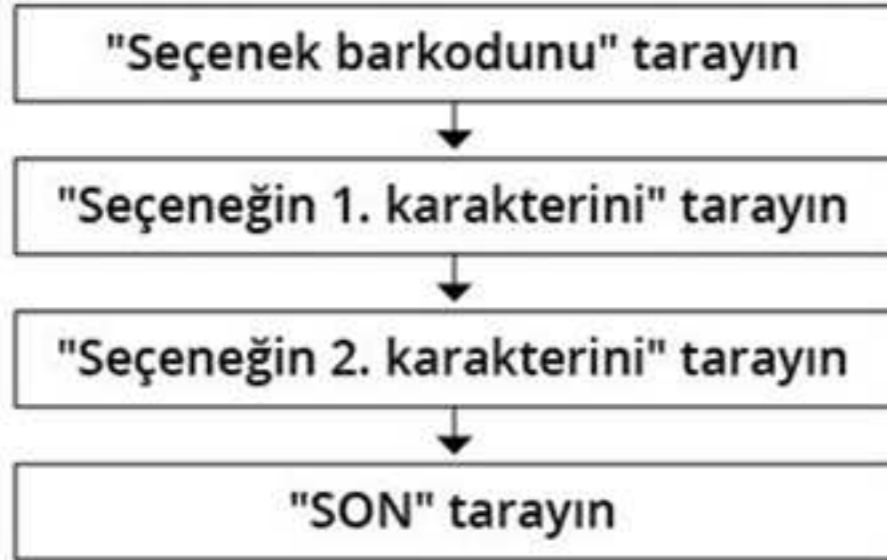 "Seçenek barkodunu" tarayın
"Seçeneğin 1. karakterini" tarayın
"Seçeneğin 2. karakterini" tarayın
"SON" tarayın